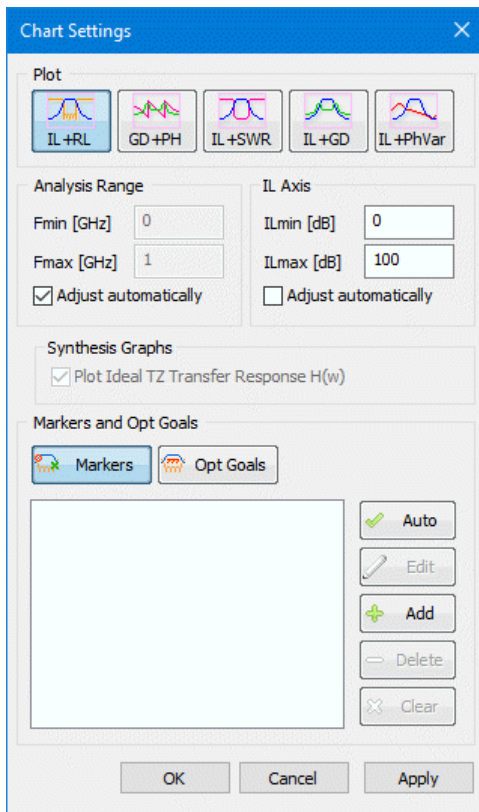 Chart Settings
Plot
IL+RL GD+PH IL+SWR IL+GD IL+PhVar
Analysis Range
Fmin [GHz] 0
Fmax [GHz] 1
Adjust automatically
IL Axis
ILmin [dB] 0
ILmax [dB] 100
Adjust automatically
Synthesis Graphs
Plot Ideal TZ Transfer Response H(w)
Markers and Opt Goals
Markers Opt Goals
Auto
Edit
Add
Delete
Clear
OK Cancel Apply